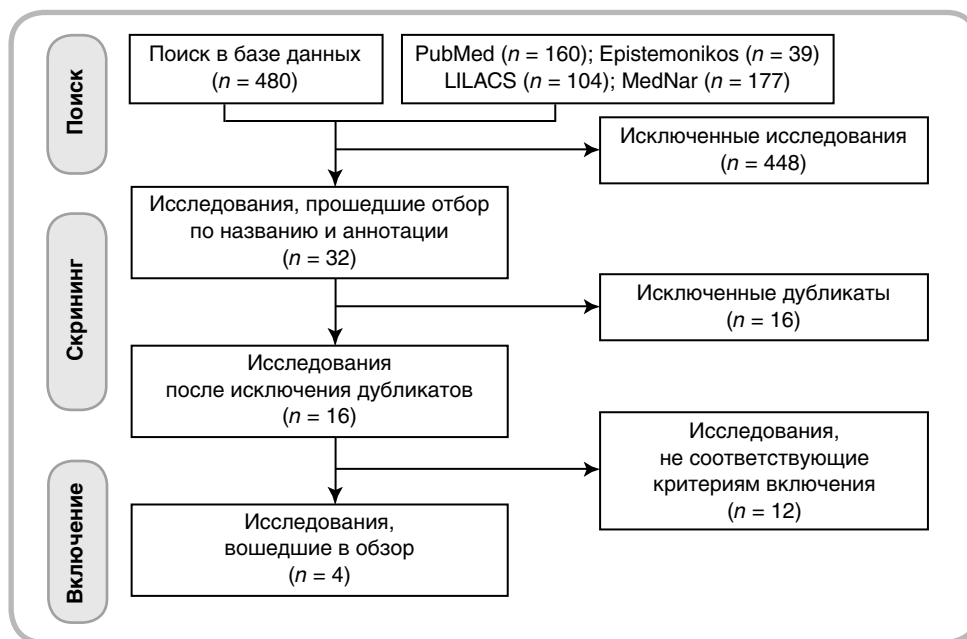 Поиск
Поиск в базе данных
(n = 480)
PubMed (n = 160); Epistemonikos (n = 39)
LILACS (n = 104); MedNar (n = 177)
Исключенные исследования
(n = 448)
Скрининг
Исследования, прошедшие отбор
по названию и аннотации
(n = 32)
Исключенные дубликаты
(n = 16)
Исследования
после исключения дубликатов
(n = 16)
Исследования,
не соответствующие
критериям включения
(n = 12)
Включение
Исследования,
вошедшие в обзор
(n = 4)